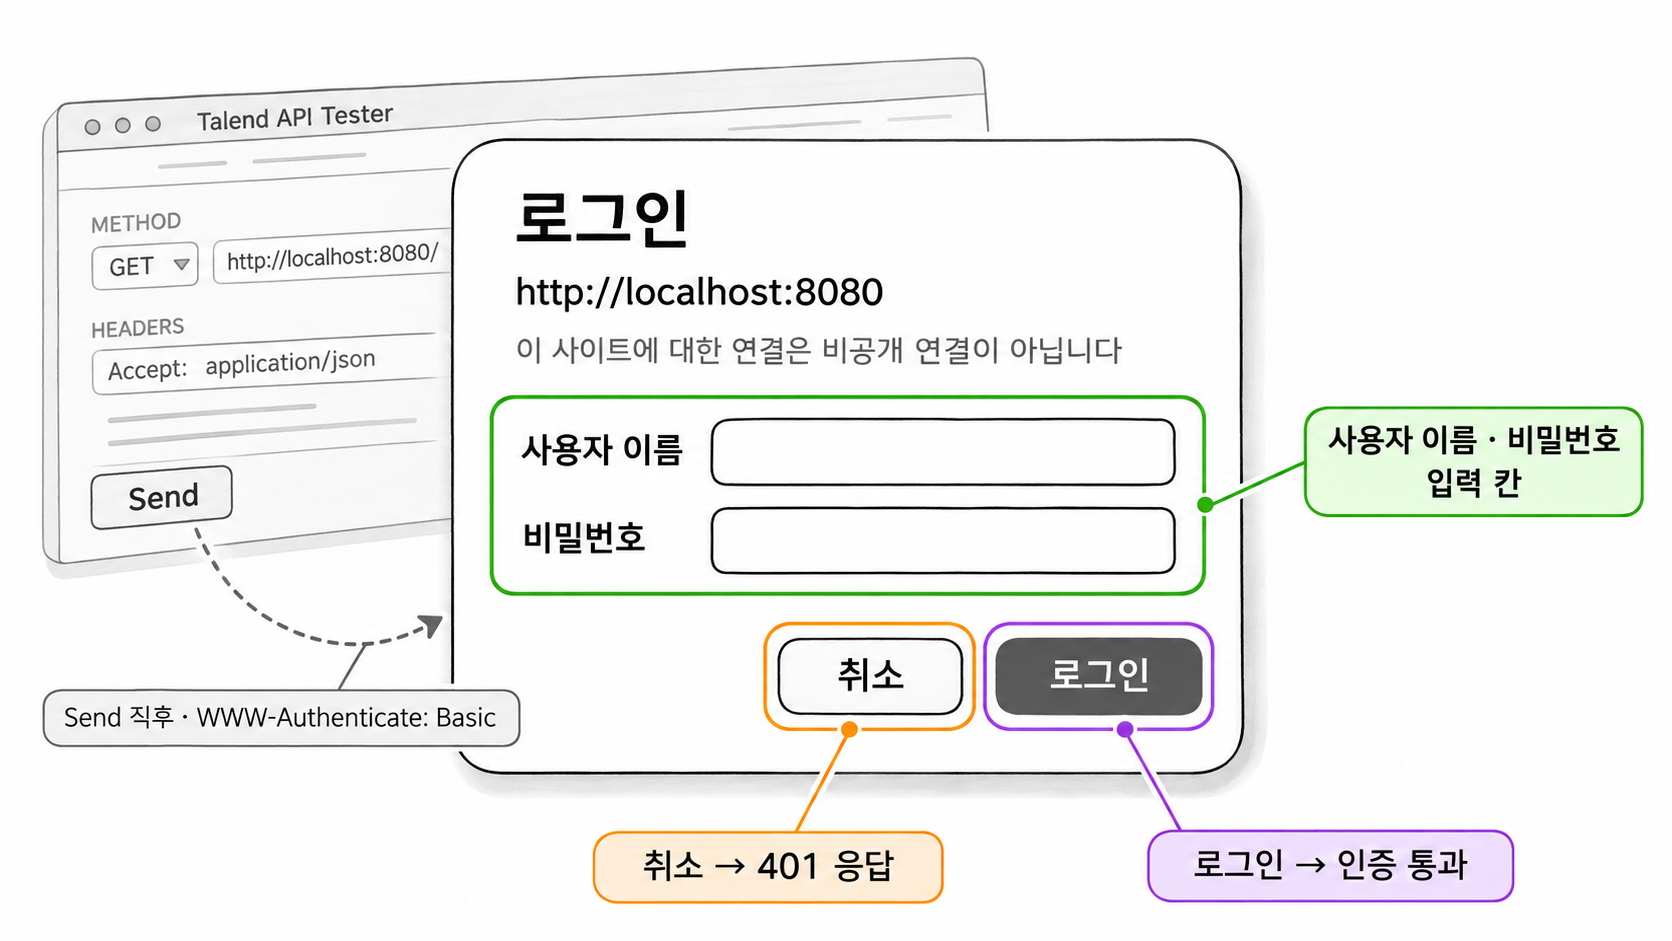 Talend API Tester
METHOD
GET
http://localhost:8080/
HEADERS
Accept: application/json
Send
Send 직후 · WWW-Authenticate: Basic
로그인
http://localhost:8080
이 사이트에 대한 연결은 비공개 연결이 아닙니다
사용자 이름
비밀번호
취소
로그인
사용자 이름 · 비밀번호
입력 칸
취소 → 401 응답
로그인 → 인증 통과